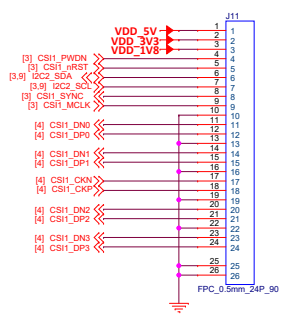 J11
VDD_5V 1 1
VDD_3V3 2 2
VDD_1V8 3 3
[3] CSI1_PWDN 4 4
[3] CSI1_nRST 5 5
[3,9] I2C2_SDA 6 6
[3,9] I2C2_SCL 7 7
[3] CSI1_SYNC 8 8
[3] CSI1_MCLK 9 9
10 10
[4] CSI1_DN0 11 11
[4] CSI1_DP0 12 12
13 13
[4] CSI1_DN1 14 14
[4] CSI1_DP1 15 15
16 16
[4] CSI1_CKN 17 17
[4] CSI1_CKP 18 18
19 19
[4] CSI1_DN2 20 20
[4] CSI1_DP2 21 21
22 22
[4] CSI1_DN3 23 23
[4] CSI1_DP3 24 24
25 25
26 26
FPC_0.5mm_24P_90